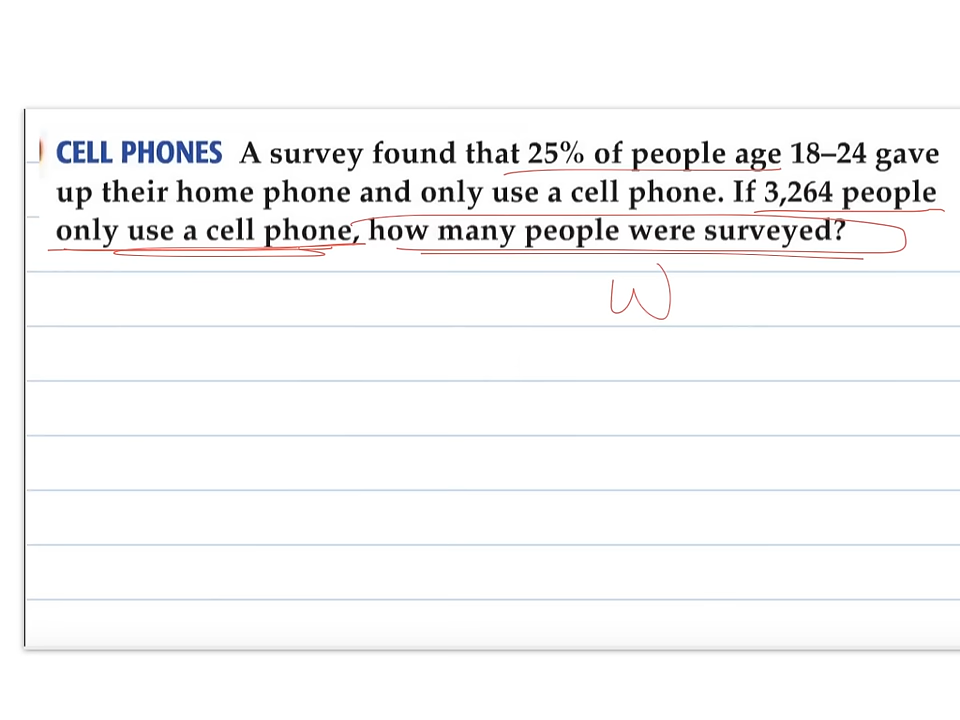 CELL PHONES A survey found that 25% of people age 18–24 gave
up their home phone and only use a cell phone. If 3,264 people
only use a cell phone, how many people were surveyed?
W